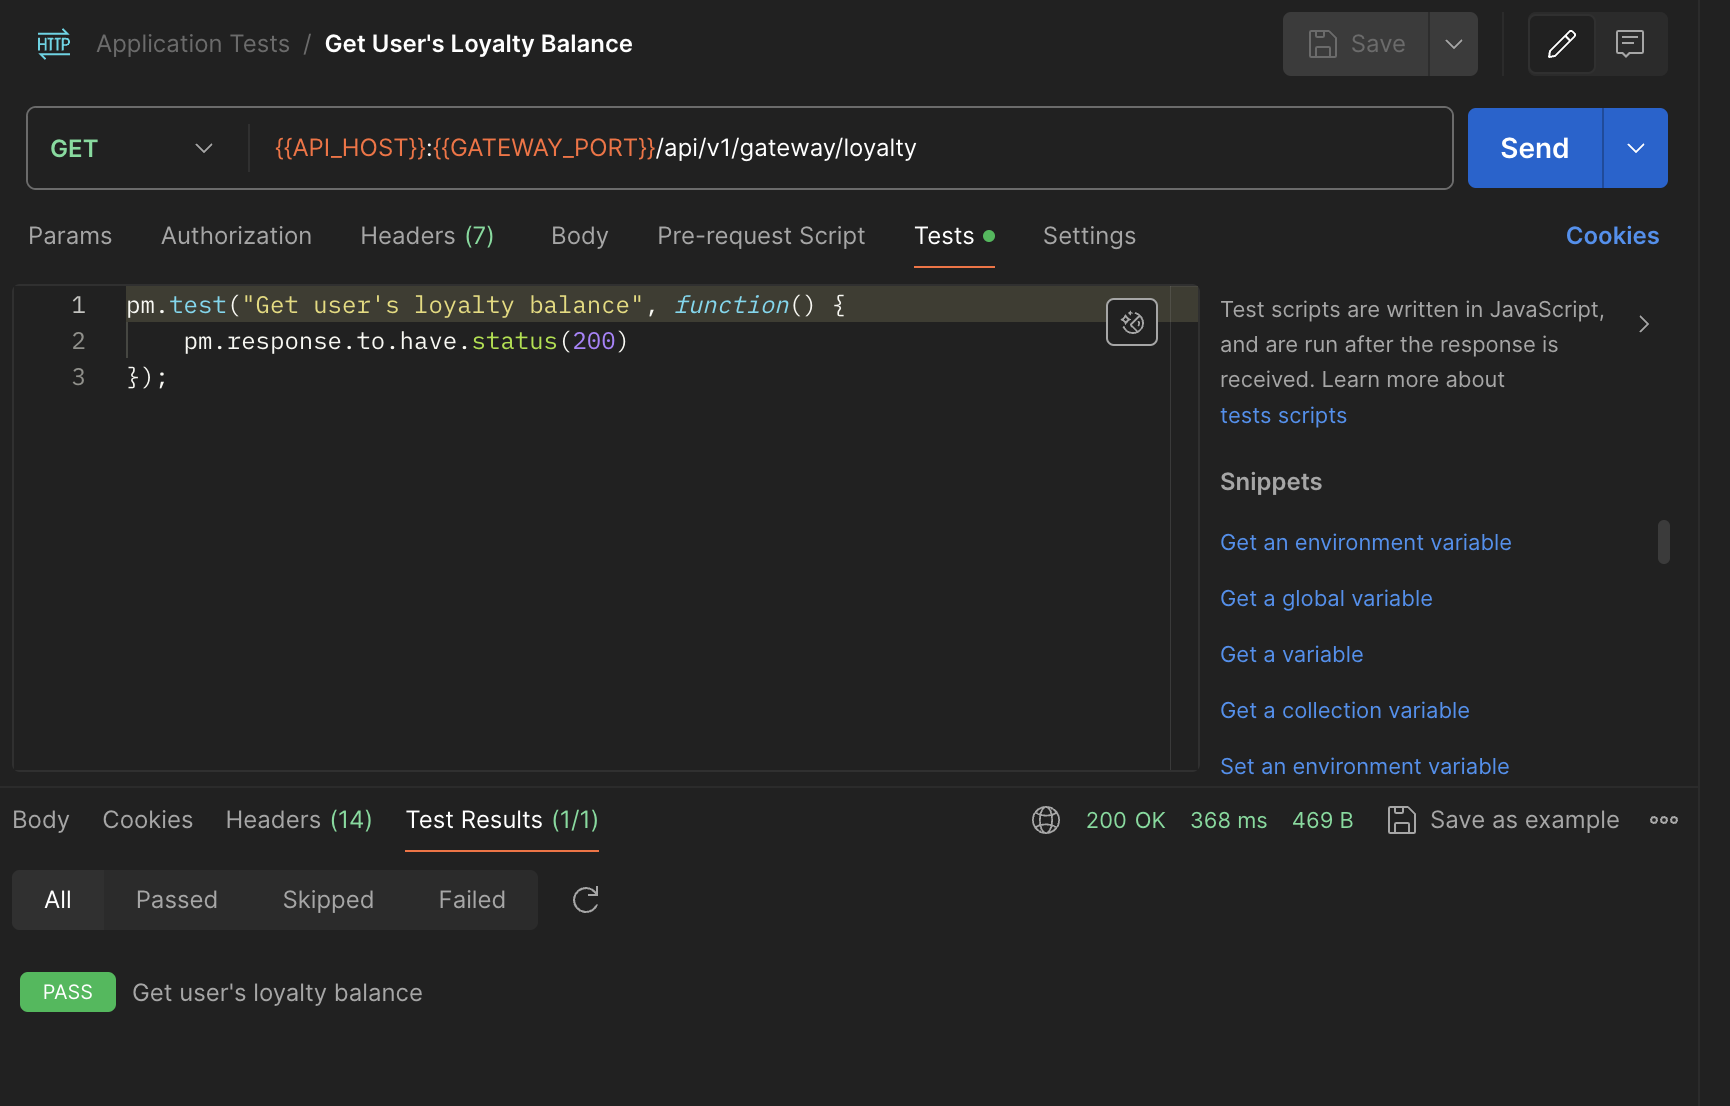 HTTP Application Tests / Get User's Loyalty Balance Save
GET {{API_HOST}}:{{GATEWAY_PORT}}/api/v1/gateway/loyalty Send
Params Authorization Headers (7) Body Pre-request Script Tests Settings Cookies
1 pm.test("Get user's loyalty balance", function() {
2 pm.response.to.have.status(200)
3 });
Test scripts are written in JavaScript,
and are run after the response is
received. Learn more about
tests scripts
Snippets
Get an environment variable
Get a global variable
Get a variable
Get a collection variable
Set an environment variable
Body Cookies Headers (14) Test Results (1/1) 200 OK 368 ms 469 B Save as example
All Passed Skipped Failed
PASS Get user's loyalty balance